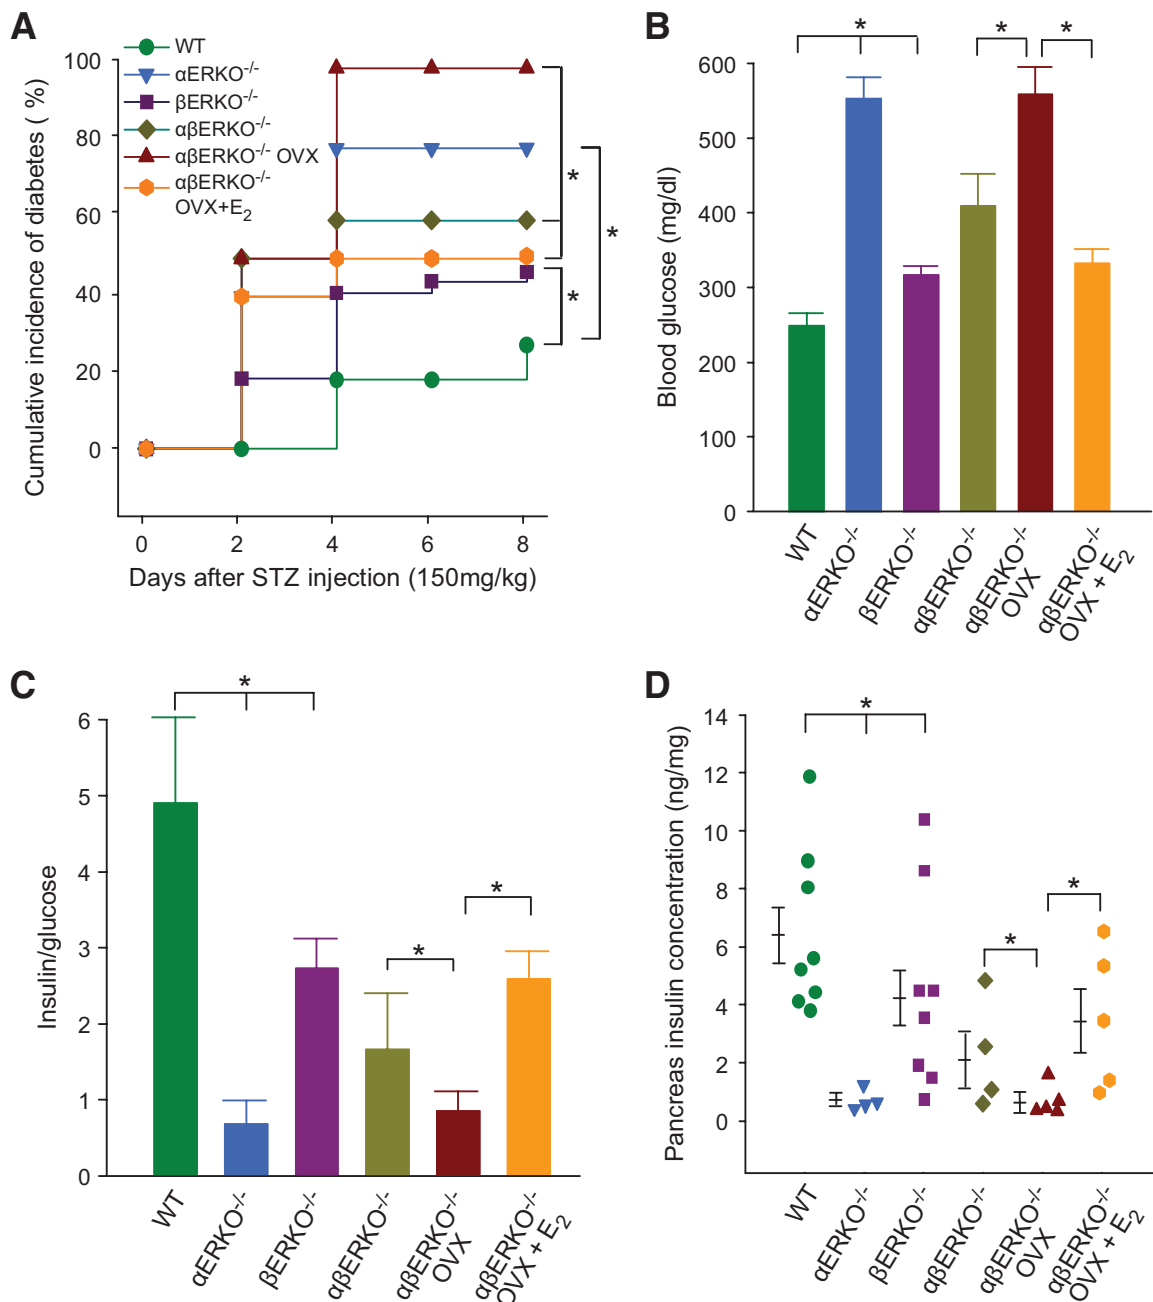 A
WT
αERKO-/-
βERKO-/-
αβERKO-/-
αβERKO-/- OVX
αβERKO-/-
OVX+E2
100
80
60
40
20
0
Cumulative incidence of diabetes ( %)
*
*
*
0 2 4 6 8
Days after STZ injection (150mg/kg)
B
* * *
600
500
400
300
200
100
0
Blood glucose (mg/dl)
WT
αERKO-/-
βERKO-/-
αβERKO-/-
αβERKO-/-
OVX
αβERKO-/-
OVX + E2
C
*
*
*
6
5
4
3
2
1
0
Insulin/glucose
WT
αERKO-/-
βERKO-/-
αβERKO-/-
αβERKO-/-
OVX
αβERKO-/-
OVX + E2
D
*
*
*
14
12
10
8
6
4
2
0
Pancreas insulin concentration (ng/mg)
WT
αERKO-/-
βERKO-/-
αβERKO-/-
αβERKO-/-
OVX
αβERKO-/-
OVX + E2